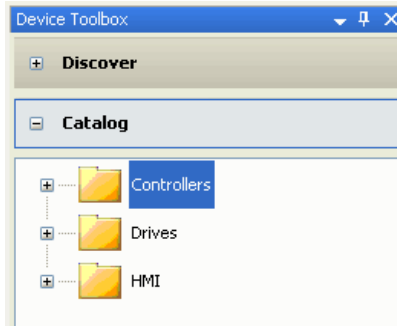 Device Toolbox
Discover
Catalog
Controllers
Drives
HMI